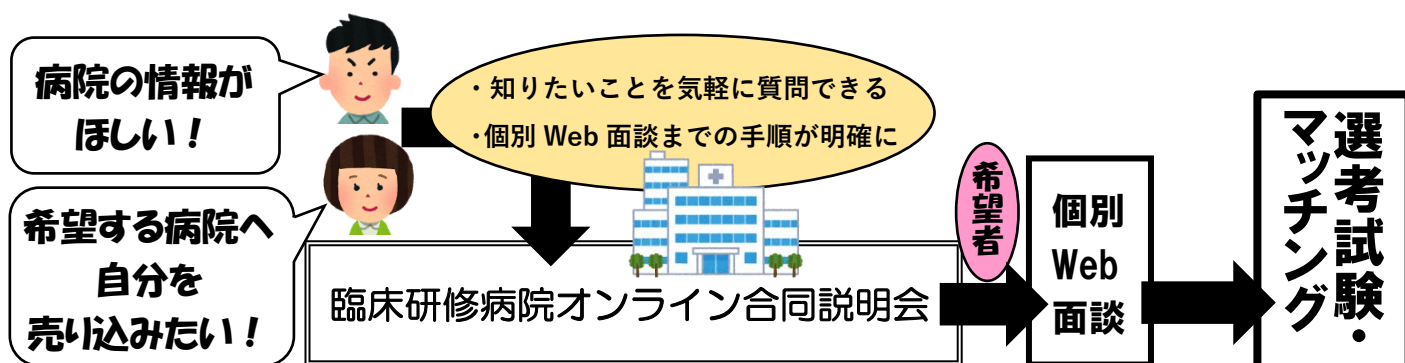 病院の情報が
ほしい！
希望する病院へ
自分を
売り込みたい！
・知りたいことを気軽に質問できる
・個別 Web 面談までの手順が明確に
臨床研修病院オンライン合同説明会
希望者
個別
Web
面談
選考試験・
マッチング